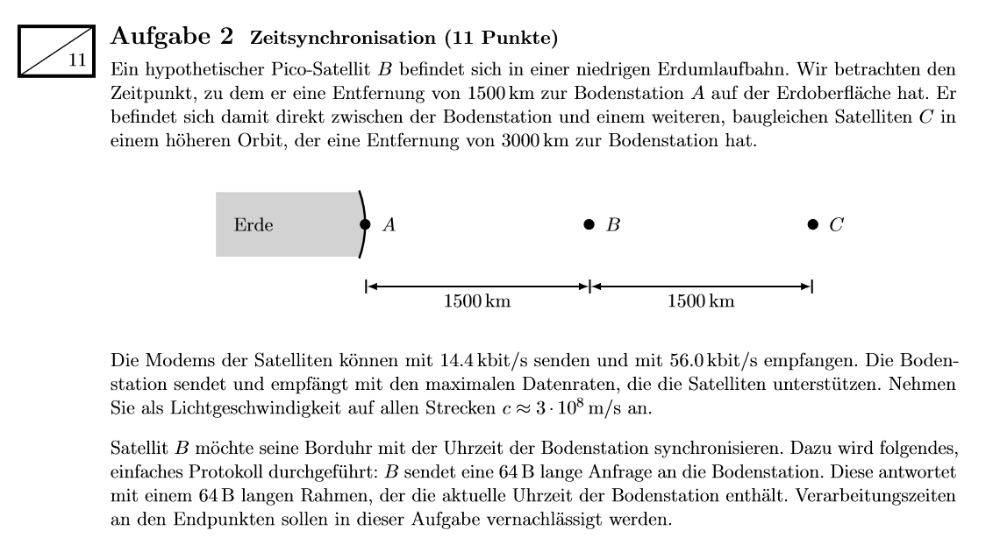 11
Aufgabe 2 Zeitsynchronisation (11 Punkte)
Ein hypothetischer Pico-Satellit B befindet sich in einer niedrigen Erdumlaufbahn. Wir betrachten den
Zeitpunkt, zu dem er eine Entfernung von 1500 km zur Bodenstation A auf der Erdoberfläche hat. Er
befindet sich damit direkt zwischen der Bodenstation und einem weiteren, baugleichen Satelliten C in
einem höheren Orbit, der eine Entfernung von 3000 km zur Bodenstation hat.
Erde A B C
1500 km 1500 km
Die Modems der Satelliten können mit 14.4 kbit/s senden und mit 56.0 kbit/s empfangen. Die Boden-
station sendet und empfängt mit den maximalen Datenraten, die die Satelliten unterstützen. Nehmen
Sie als Lichtgeschwindigkeit auf allen Strecken c ≈ 3 · 10⁸ m/s an.
Satellit B möchte seine Borduhr mit der Uhrzeit der Bodenstation synchronisieren. Dazu wird folgendes,
einfaches Protokoll durchgeführt: B sendet eine 64 B lange Anfrage an die Bodenstation. Diese antwortet
mit einem 64 B langen Rahmen, der die aktuelle Uhrzeit der Bodenstation enthält. Verarbeitungszeiten
an den Endpunkten sollen in dieser Aufgabe vernachlässigt werden.